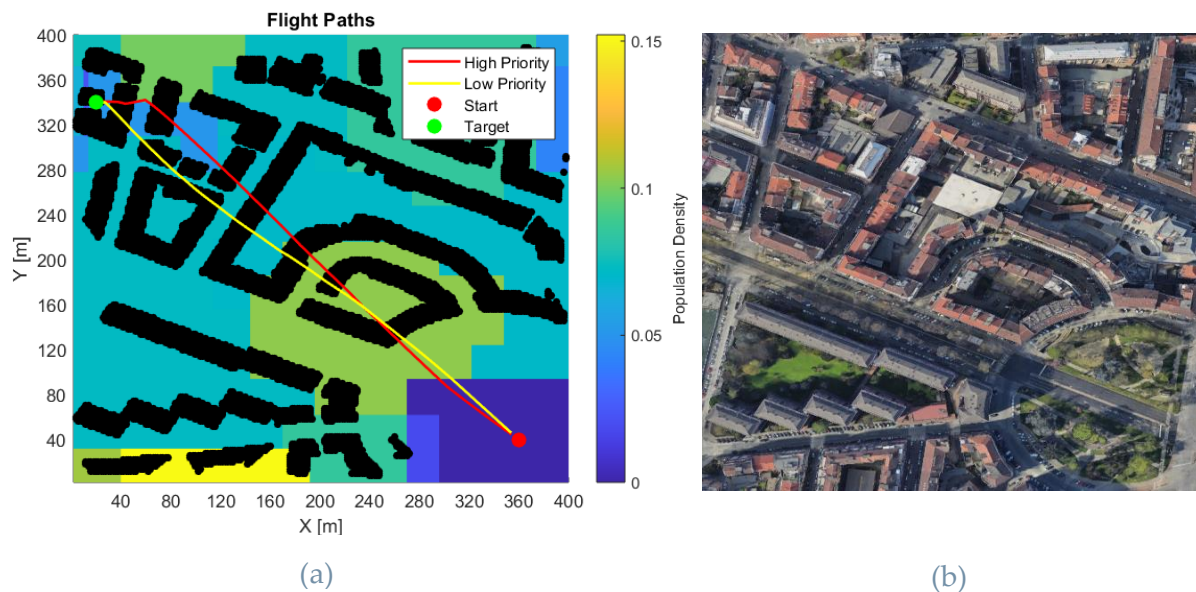 Flight Paths
400
360
320
280
240
200
160
120
80
40
Y [m]
40 80 120 160 200 240 280 320 360 400
X [m]
High Priority
Low Priority
Start
Target
0.15
0.1
0.05
0
Population Density
(a)
(b)